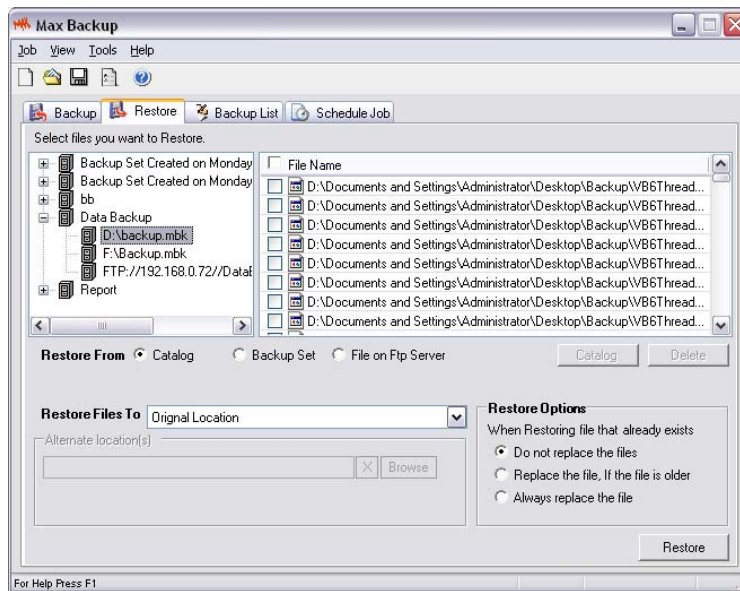 Max Backup
Job View Tools Help
Backup Restore Backup List Schedule Job
Select files you want to Restore.
Backup Set Created on Monday
Backup Set Created on Monday
bb
Data Backup
D:\backup.mbk
F:\Backup.mbk
FTP://192.168.0.72//Data
Report
File Name
D:\Documents and Settings\Administrator\Desktop\Backup\VB6Thread...
D:\Documents and Settings\Administrator\Desktop\Backup\VB6Thread...
D:\Documents and Settings\Administrator\Desktop\Backup\VB6Thread...
D:\Documents and Settings\Administrator\Desktop\Backup\VB6Thread...
D:\Documents and Settings\Administrator\Desktop\Backup\VB6Thread...
D:\Documents and Settings\Administrator\Desktop\Backup\VB6Thread...
D:\Documents and Settings\Administrator\Desktop\Backup\VB6Thread...
D:\Documents and Settings\Administrator\Desktop\Backup\VB6Thread...
Restore From Catalog Backup Set File on Ftp Server Catalog Delete
Restore Files To Orignal Location
Alternate location(s)
X Browse
Restore Options
When Restoring file that already exists
Do not replace the files
Replace the file, If the file is older
Always replace the file
Restore
For Help Press F1